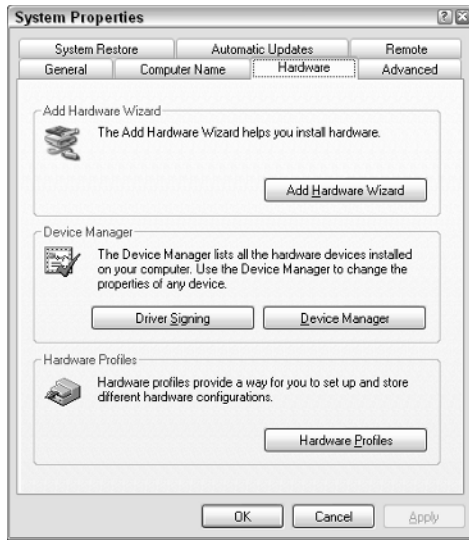 System Properties
System Restore Automatic Updates Remote
General Computer Name Hardware Advanced
Add Hardware Wizard
The Add Hardware Wizard helps you install hardware.
Add Hardware Wizard
Device Manager
The Device Manager lists all the hardware devices installed
on your computer. Use the Device Manager to change the
properties of any device.
Driver Signing Device Manager
Hardware Profiles
Hardware profiles provide a way for you to set up and store
different hardware configurations.
Hardware Profiles
OK Cancel Apply